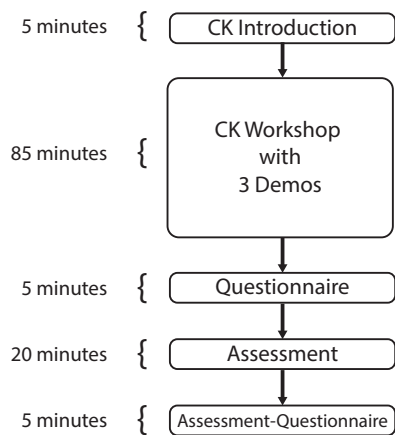 5 minutes { CK Introduction
85 minutes { CK Workshop
with
3 Demos
5 minutes { Questionnaire
20 minutes { Assessment
5 minutes { Assessment-Questionnaire